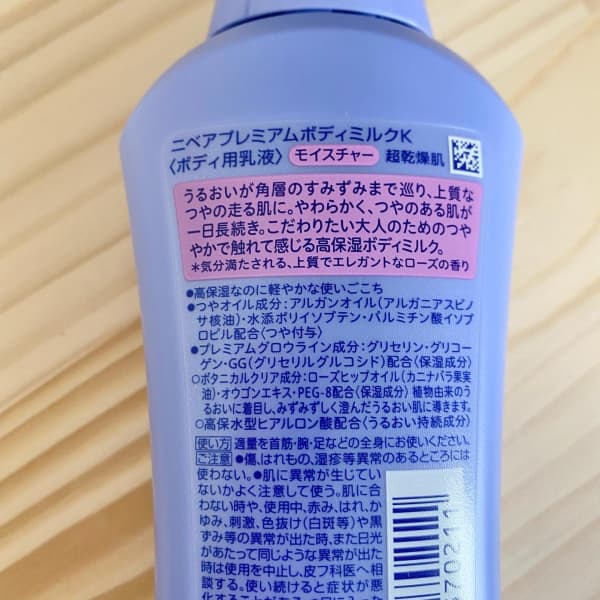 ニベアプレミアムボディミルクK
〈ボディ用乳液〉 モイスチャー 超乾燥肌
うるおいが角層のすみずみまで巡り、上質な
つやの走る肌に。やわらかく、つやのある肌が
一日長続き。こだわりたい大人のためのつや
やかで触れて感じる高保湿ボディミルク。
*気分満たされる、上質でエレガントなローズの香り
●高保湿なのに軽やかな使いごこち
●つやオイル成分:アルガンオイル(アルガニアスピノ
サ核油)・水添ポリイソブテン・パルミチン酸イソプ
ロピル配合〈つや付与〉
●プレミアムグロウライン成分:グリセリン・グリコー
ゲン・GG(グリセリルグルコシド)配合〈保湿成分〉
○ボタニカルクリア成分:ローズヒップオイル(カニナバラ果実
油)・オウゴンエキス・PEG-8配合〈保湿成分〉 植物由来のう
るおいに着目し、みずみずしく澄んだうるおい肌に導きます。
○高保水型ヒアルロン酸配合〈うるおい持続成分〉
使い方 適量を首筋・腕・足などの全身にお使いください。
ご注意 ●傷、はれもの、湿疹等異常のあるところには
使わない。●肌に異常が生じてい
ないかよく注意して使う。肌に合
わない時や、使用中、赤み、はれ、か
ゆみ、刺激、色抜け(白斑等)や黒
ずみ等の異常が出た時、また日光
があたって同じような異常が出た
時は使用を中止し、皮フ科医へ相
談する。使い続けると症状が悪
化することがある。